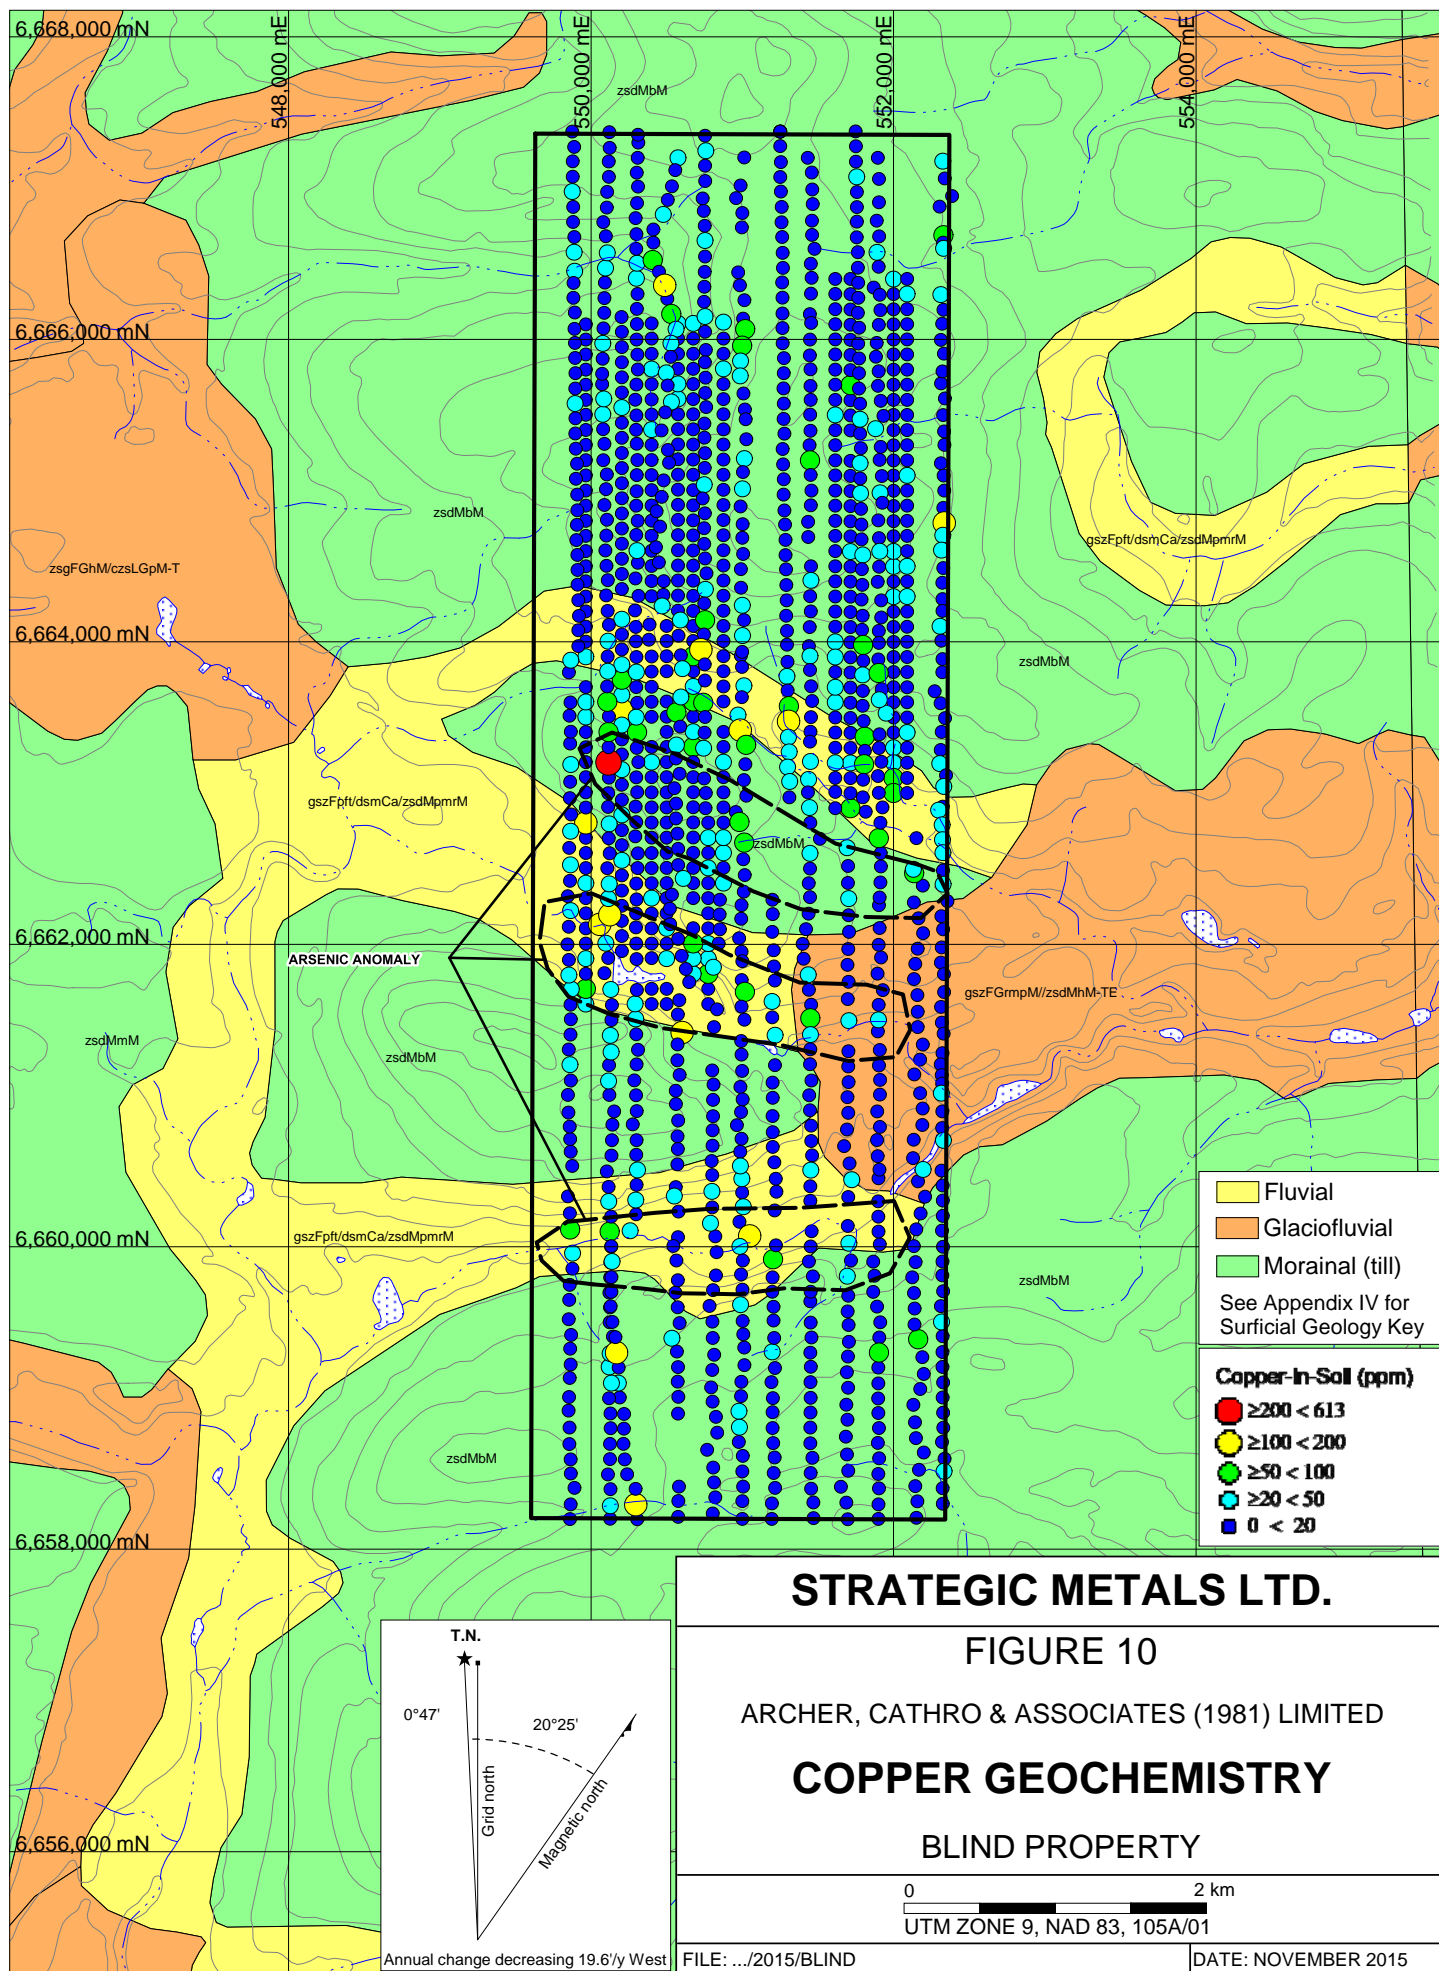 6,668,000 mN
548,000 mE
550,000 mE
552,000 mE
554,000 mE
zsdMbM
6,666,000 mN
zsdMbM
gszFpft/dsmCa/zsdMpmrM
zsgFGhM/czsLGpM-T
6,664,000 mN
zsdMbM
gszFpft/dsmCa/zsdMpmrM
zsdMbM
6,662,000 mN
ARSENIC ANOMALY
gszFGrmpM//zsdMhM-TE
zsdMmM
zsdMbM
gszFpft/dsmCa/zsdMpmrM
6,660,000 mN
zsdMbM
Fluvial
Glaciofluvial
Morainal (till)
See Appendix IV for
Surficial Geology Key
Copper-In-Soil (ppm)
≥200 < 613
≥100 < 200
≥50 < 100
≥20 < 50
0 < 20
zsdMbM
6,658,000 mN
6,656,000 mN
T.N.
0°47'
20°25'
Grid north
Magnetic north
Annual change decreasing 19.6'/y West
STRATEGIC METALS LTD.
FIGURE 10
ARCHER, CATHRO & ASSOCIATES (1981) LIMITED
COPPER GEOCHEMISTRY
BLIND PROPERTY
0 2 km
UTM ZONE 9, NAD 83, 105A/01
FILE: .../2015/BLIND
DATE: NOVEMBER 2015